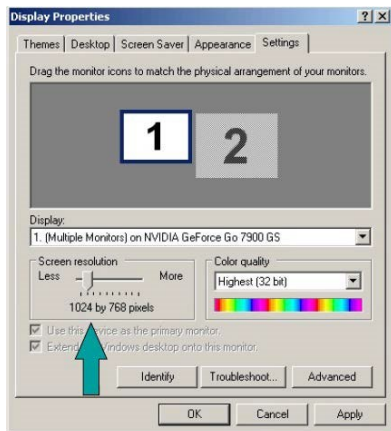 Display Properties
Themes Desktop Screen Saver Appearance Settings
Drag the monitor icons to match the physical arrangement of your monitors.
1 2
Display:
1. (Multiple Monitors) on NVIDIA GeForce Go 7900 GS
Screen resolution
Less More
1024 by 768 pixels
Color quality
Highest (32 bit)
Use this device as the primary monitor.
Extend Windows desktop onto this monitor.
Identify Troubleshoot... Advanced
OK Cancel Apply